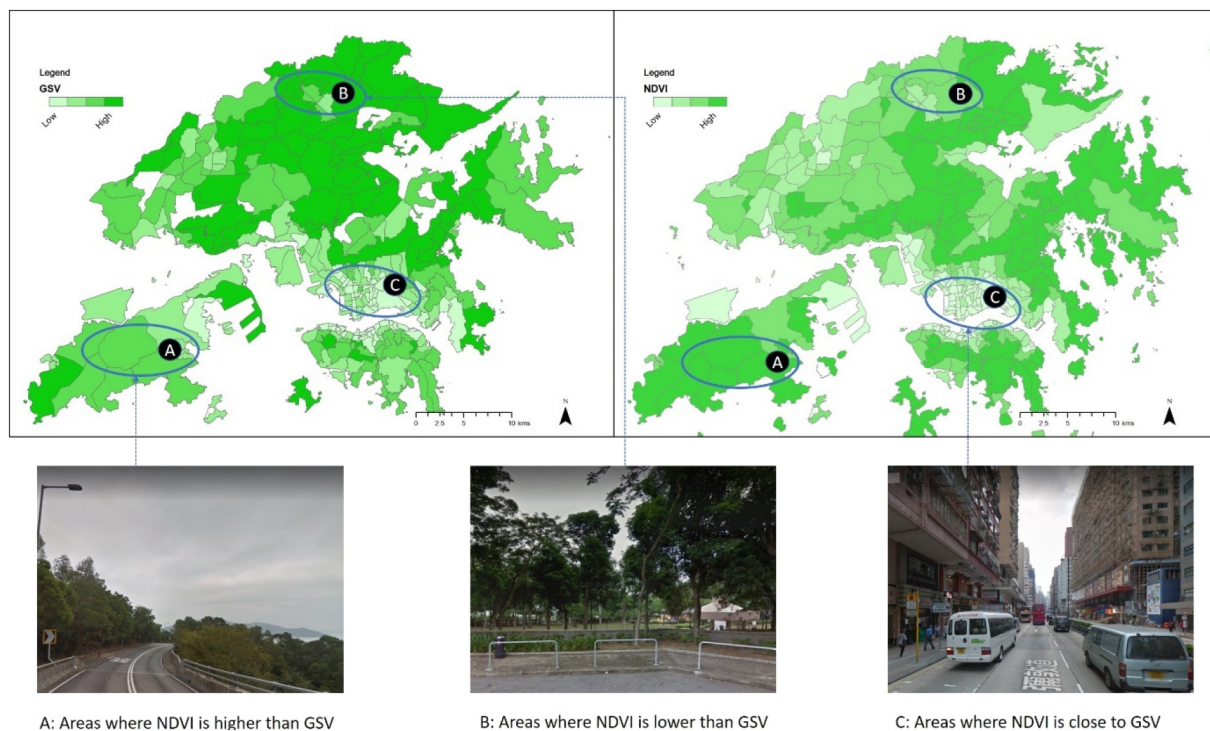 Legend
GSV
Low
High
B
C
A
N
0 2.5 5 10 kms
Legend
NDVI
Low
High
B
C
A
N
0 2.5 5 10 kms
A: Areas where NDVI is higher than GSV
B: Areas where NDVI is lower than GSV
C: Areas where NDVI is close to GSV